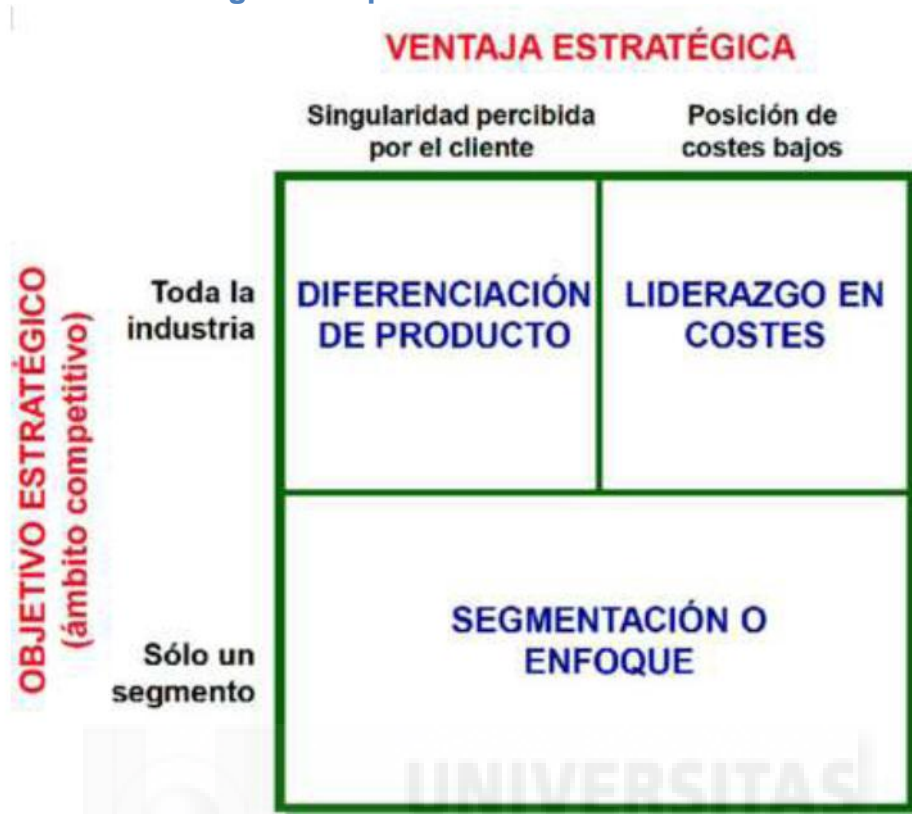 VENTAJA ESTRATÉGICA
Singularidad percibida
por el cliente
Posición de
costes bajos
OBJETIVO ESTRATÉGICO
(ámbito competitivo)
Toda la
industria
DIFERENCIACIÓN
DE PRODUCTO
LIDERAZGO EN
COSTES
Sólo un
segmento
SEGMENTACIÓN O
ENFOQUE
UNIVERSITAS